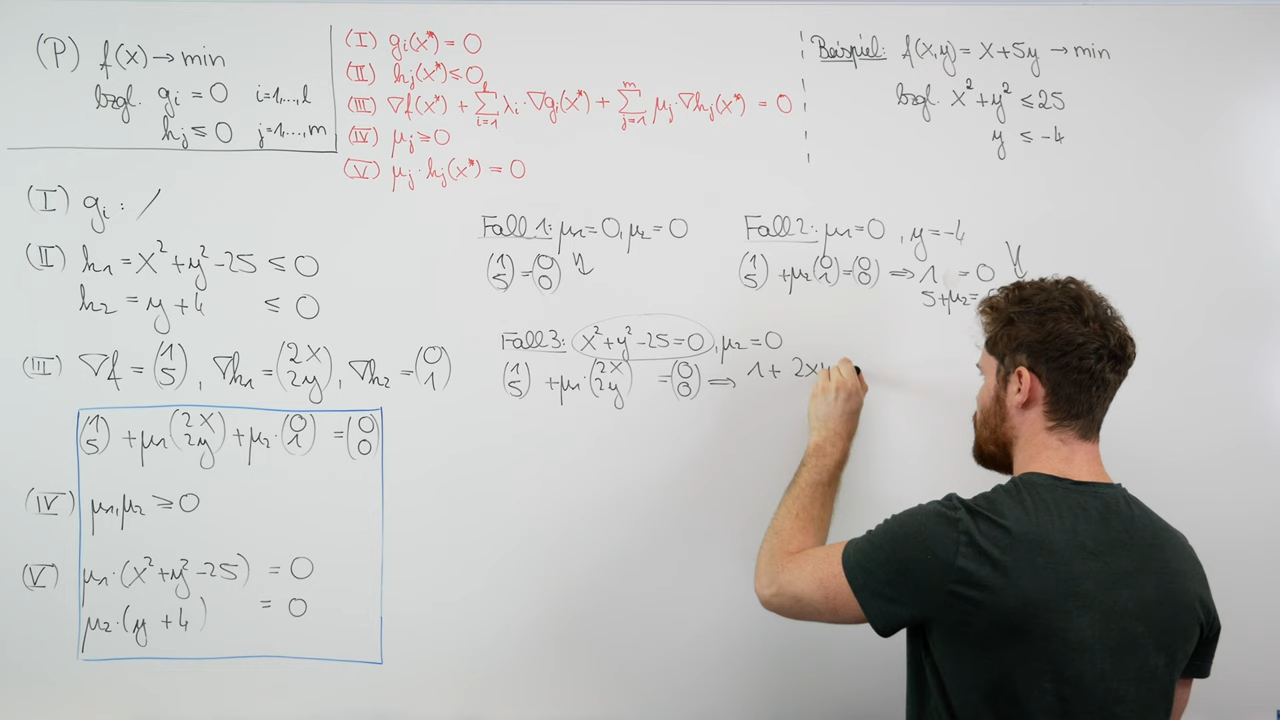 (P) f(x) → min
bzgl. gᵢ = 0 i=1,...,l
hⱼ ≤ 0 j=1,...,m
(I) gᵢ(x*) = 0
(II) hⱼ(x*) ≤ 0
(III) ∇f(x*) + ∑ᵢ₌₁ˡ λᵢ·∇gᵢ(x*) + ∑ⱼ₌₁ᵐ μⱼ·∇hⱼ(x*) = 0
(IV) μⱼ ≥ 0
(V) μⱼ·hⱼ(x*) = 0
Beispiel: f(x,y) = x+5y → min
bzgl. x²+y² ≤ 25
y ≤ -4
(I) gᵢ : /
(II) h₁ = x²+y²-25 ≤ 0
h₂ = y+4 ≤ 0
(III) ∇f = (1 5), ∇h₁ = (2x 2y), ∇h₂ = (0 1)
(1 5) + μ₁(2x 2y) + μ₂·(0 1) = (0 0)
(IV) μ₁,μ₂ ≥ 0
(V) μ₁·(x²+y²-25) = 0
μ₂·(y+4) = 0
Fall 1: μ₁=0, μ₂=0
(1 5) = (0 0) ↯
Fall 2: μ₁=0, y=-4
(1 5) + μ₂(0 1) = (0 0) ⇒ 1 = 0 ↯
5+μ₂=
Fall 3: x²+y²-25=0, μ₂=0
(1 5) + μ₁·(2x 2y) = (0 0) ⇒ 1 + 2x